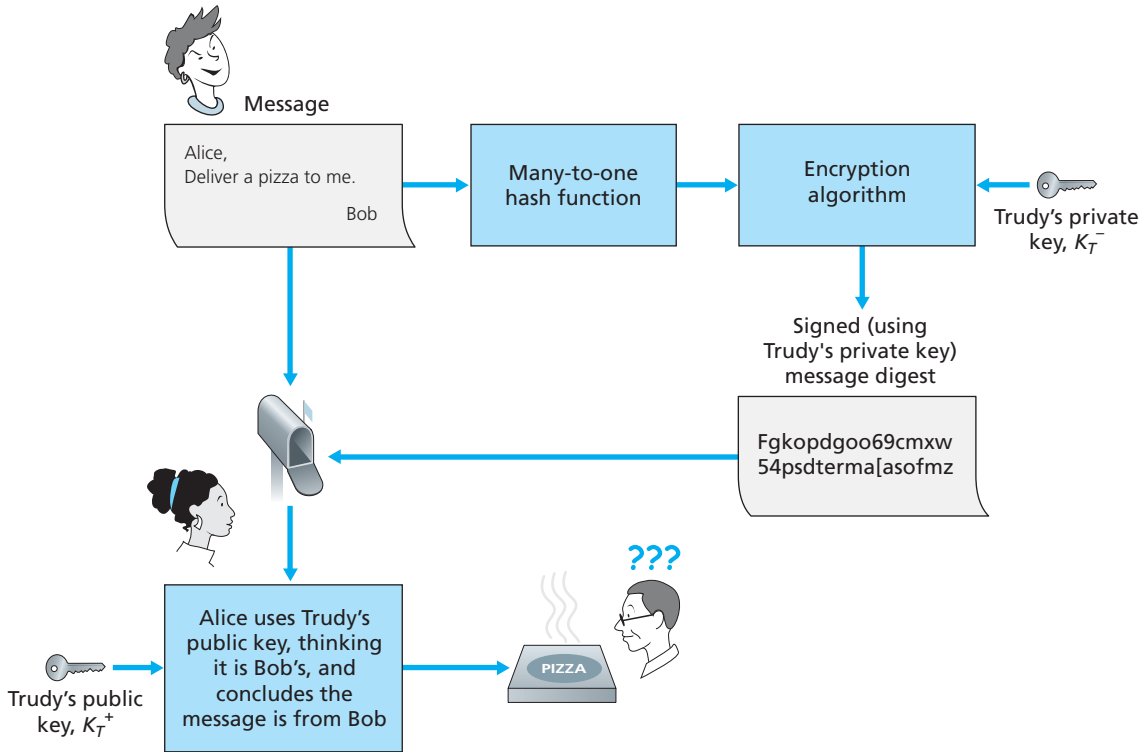 Message
Alice,
Deliver a pizza to me.
Bob
Many-to-one
hash function
Encryption
algorithm
Trudy’s private
key, K_T^−
Signed (using
Trudy's private key)
message digest
Fgkopdgoo69cmxw
54psdterma[asofmz
???
Alice uses Trudy’s
public key, thinking
it is Bob’s, and
concludes the
message is from Bob
PIZZA
Trudy’s public
key, K_T^+